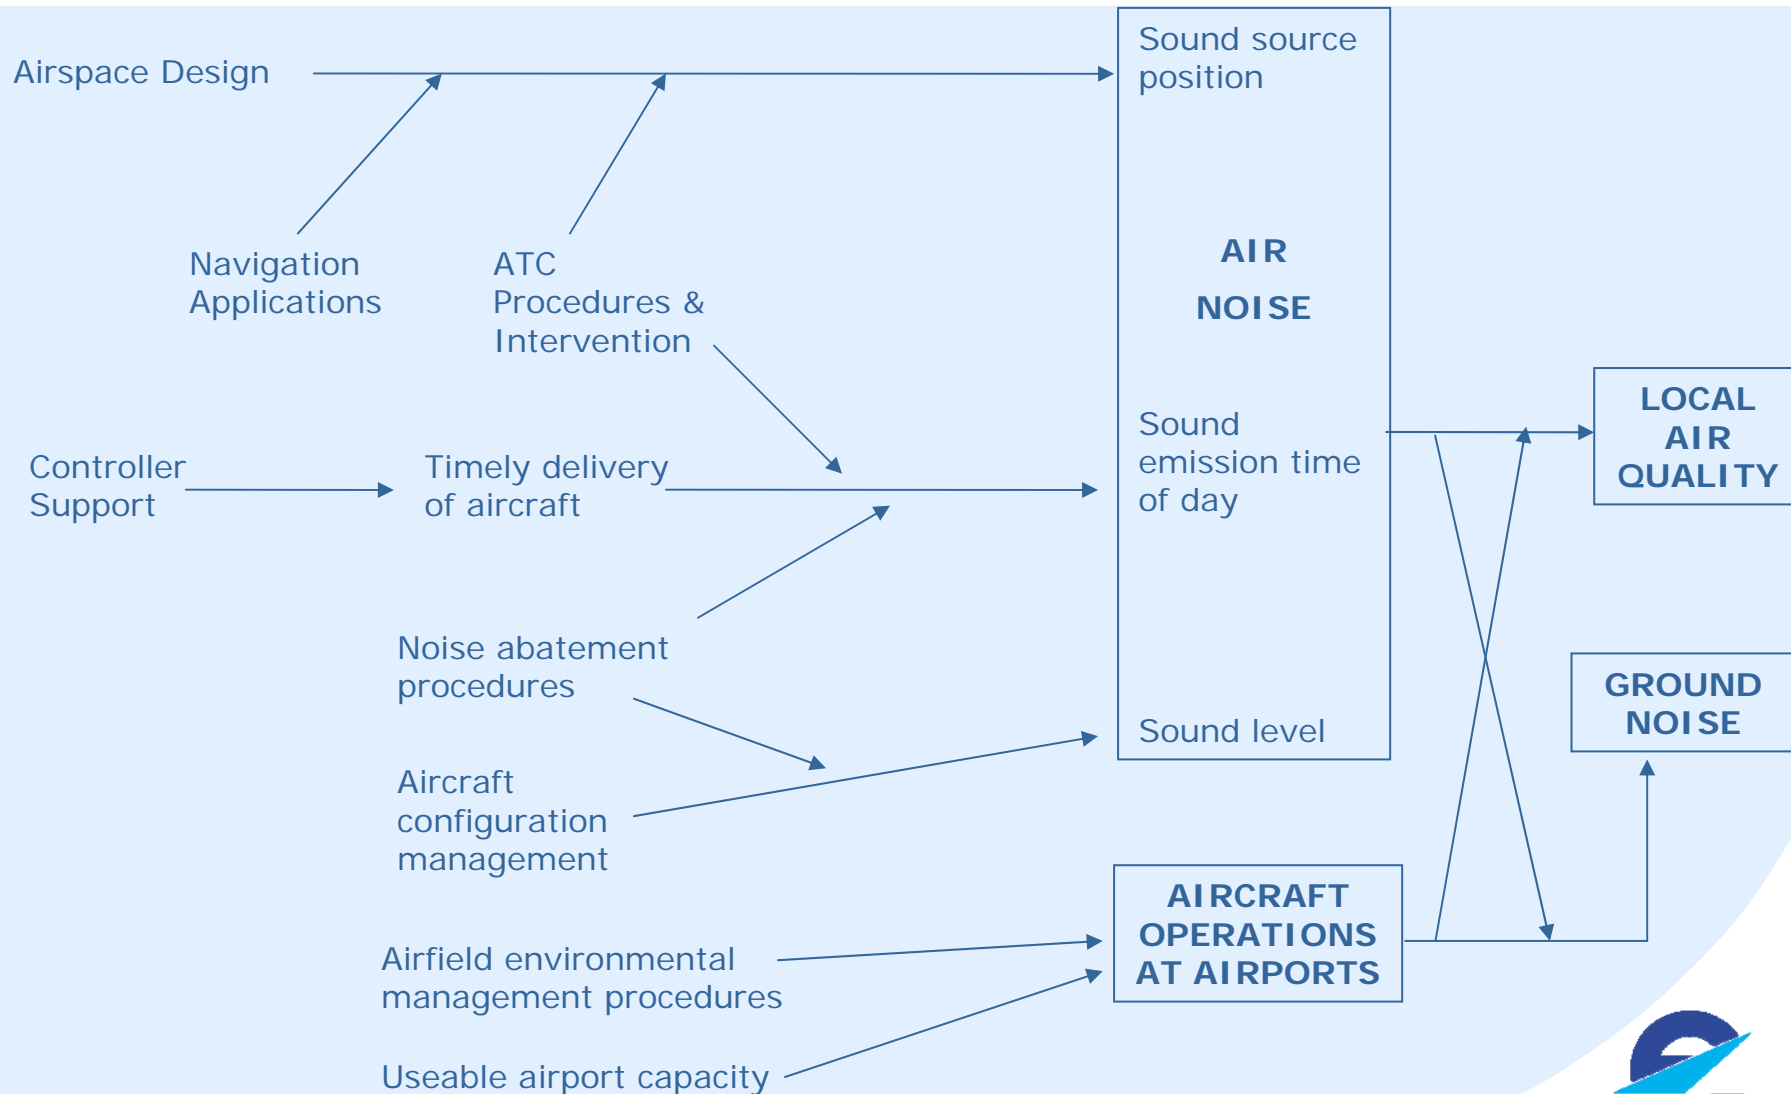 Airspace Design
Sound source
position
Navigation
Applications
ATC
Procedures &
Intervention
AIR
NOISE
Controller
Support
Timely delivery
of aircraft
Sound
emission time
of day
LOCAL
AIR
QUALITY
Noise abatement
procedures
Sound level
GROUND
NOISE
Aircraft
configuration
management
Airfield environmental
management procedures
AIRCRAFT
OPERATIONS
AT AIRPORTS
Useable airport capacity